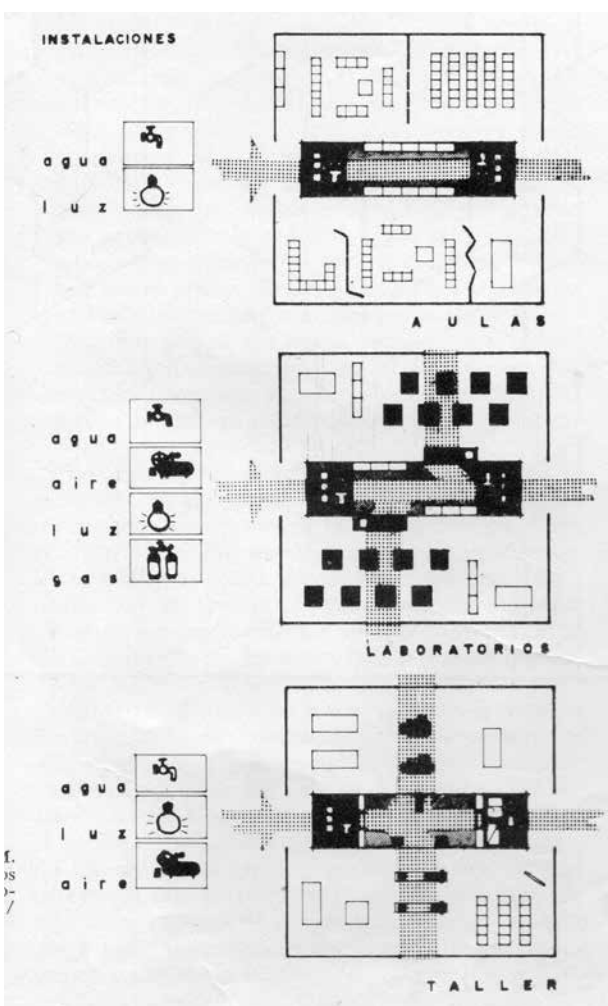 INSTALACIONES
agua
luz
AULAS
agua
aire
luz
gas
LABORATORIOS
agua
luz
aire
TALLER